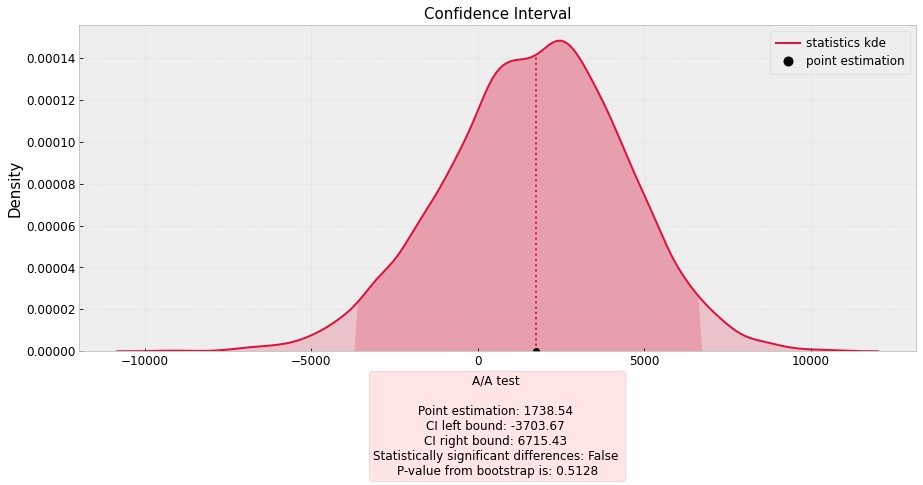 Confidence Interval
statistics kde
point estimation
Density
0.00014
0.00012
0.00010
0.00008
0.00006
0.00004
0.00002
0.00000
−10000
−5000
0
5000
10000
A/A test
Point estimation: 1738.54
CI left bound: -3703.67
CI right bound: 6715.43
Statistically significant differences: False
P-value from bootstrap is: 0.5128